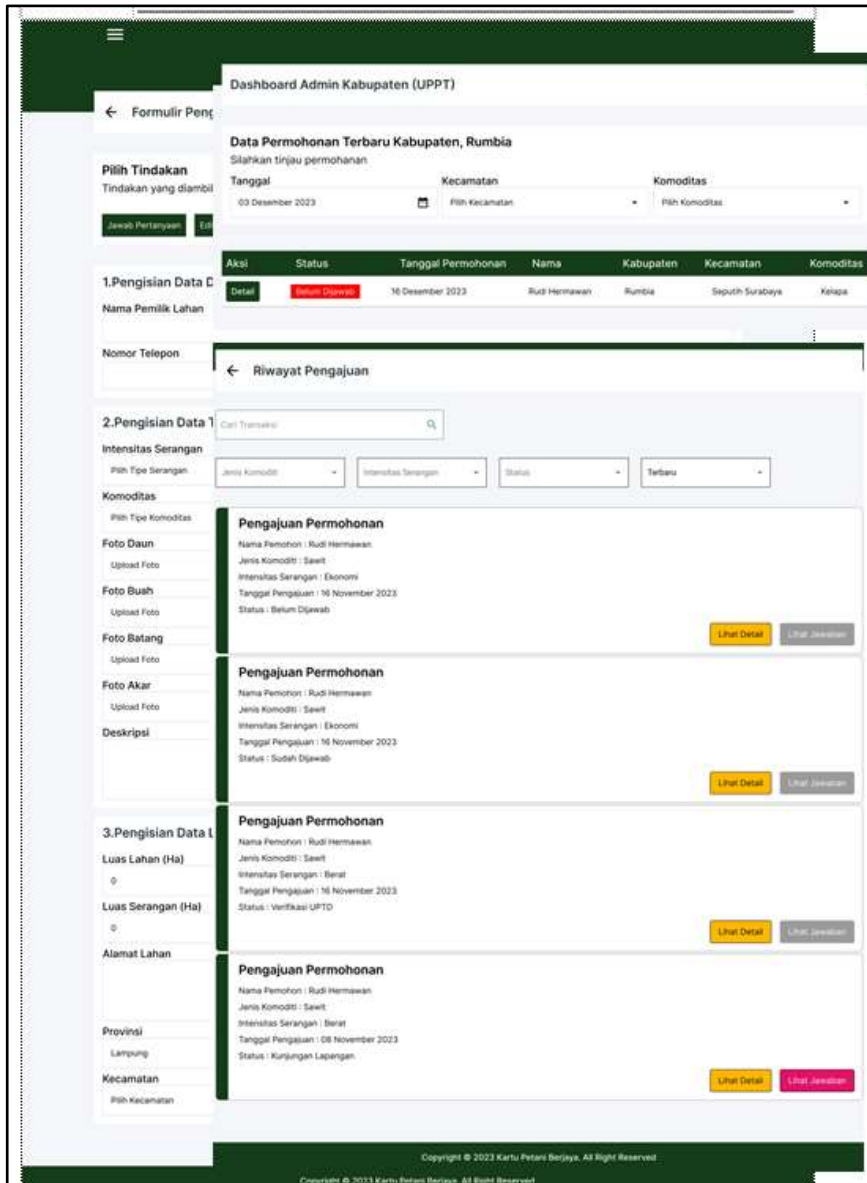 Dashboard Admin Kabupaten (UPPT)
Data Permohonan Terbaru Kabupaten, Rumbia
Silahkan tinjau permohanan
Tanggal Kecamatan Komoditas
03 Desember 2023 Pilih Kecamatan Pilih Komoditas
Aksi Status Tanggal Permohonan Nama Kabupaten Kecamatan Komoditas
Detail Belum Dijawab 16 Desember 2023 Rudi Hermawan Rumbia Seputih Surabaya Kelapa
Formulir Peng
Pilih Tindakan
Tindakan yang diambil
Jawab Pertanyaan Edi
1.Pengisian Data D
Nama Pemilik Lahan
Nomor Telepon
2.Pengisian Data T
Intensitas Serangan
Pilih Tipe Serangan
Komoditas
Pilih Tipe Komoditas
Foto Daun
Upload Foto
Foto Buah
Upload Foto
Foto Batang
Upload Foto
Foto Akar
Upload Foto
Deskripsi
3.Pengisian Data L
Luas Lahan (Ha)
0
Luas Serangan (Ha)
0
Alamat Lahan
Provinsi
Lampung
Kecamatan
Pilih Kecamatan
Riwayat Pengajuan
Cari Transaksi
Jenis Komoditi Intensitas Serangan Status Terbaru
Pengajuan Permohonan
Nama Pemohon : Rudi Hermawan
Jenis Komoditi : Sawit
Intensitas Serangan : Ekonomi
Tanggal Pengajuan : 16 November 2023
Status : Belum Dijawab
Lihat Detail Lihat Jawaban
Pengajuan Permohonan
Nama Pemohon : Rudi Hermawan
Jenis Komoditi : Sawit
Intensitas Serangan : Ekonomi
Tanggal Pengajuan : 16 November 2023
Status : Sudah Dijawab
Lihat Detail Lihat Jawaban
Pengajuan Permohonan
Nama Pemohon : Rudi Hermawan
Jenis Komoditi : Sawit
Intensitas Serangan : Berat
Tanggal Pengajuan : 16 November 2023
Status : Verifikasi UPTD
Lihat Detail Lihat Jawaban
Pengajuan Permohonan
Nama Pemohon : Rudi Hermawan
Jenis Komoditi : Sawit
Intensitas Serangan : Berat
Tanggal Pengajuan : 08 November 2023
Status : Kunjungan Lapangan
Lihat Detail Lihat Jawaban
Copyright © 2023 Kartu Petani Berjaya, All Right Reserved
Copyright © 2023 Kartu Petani Berjaya, All Right Reserved